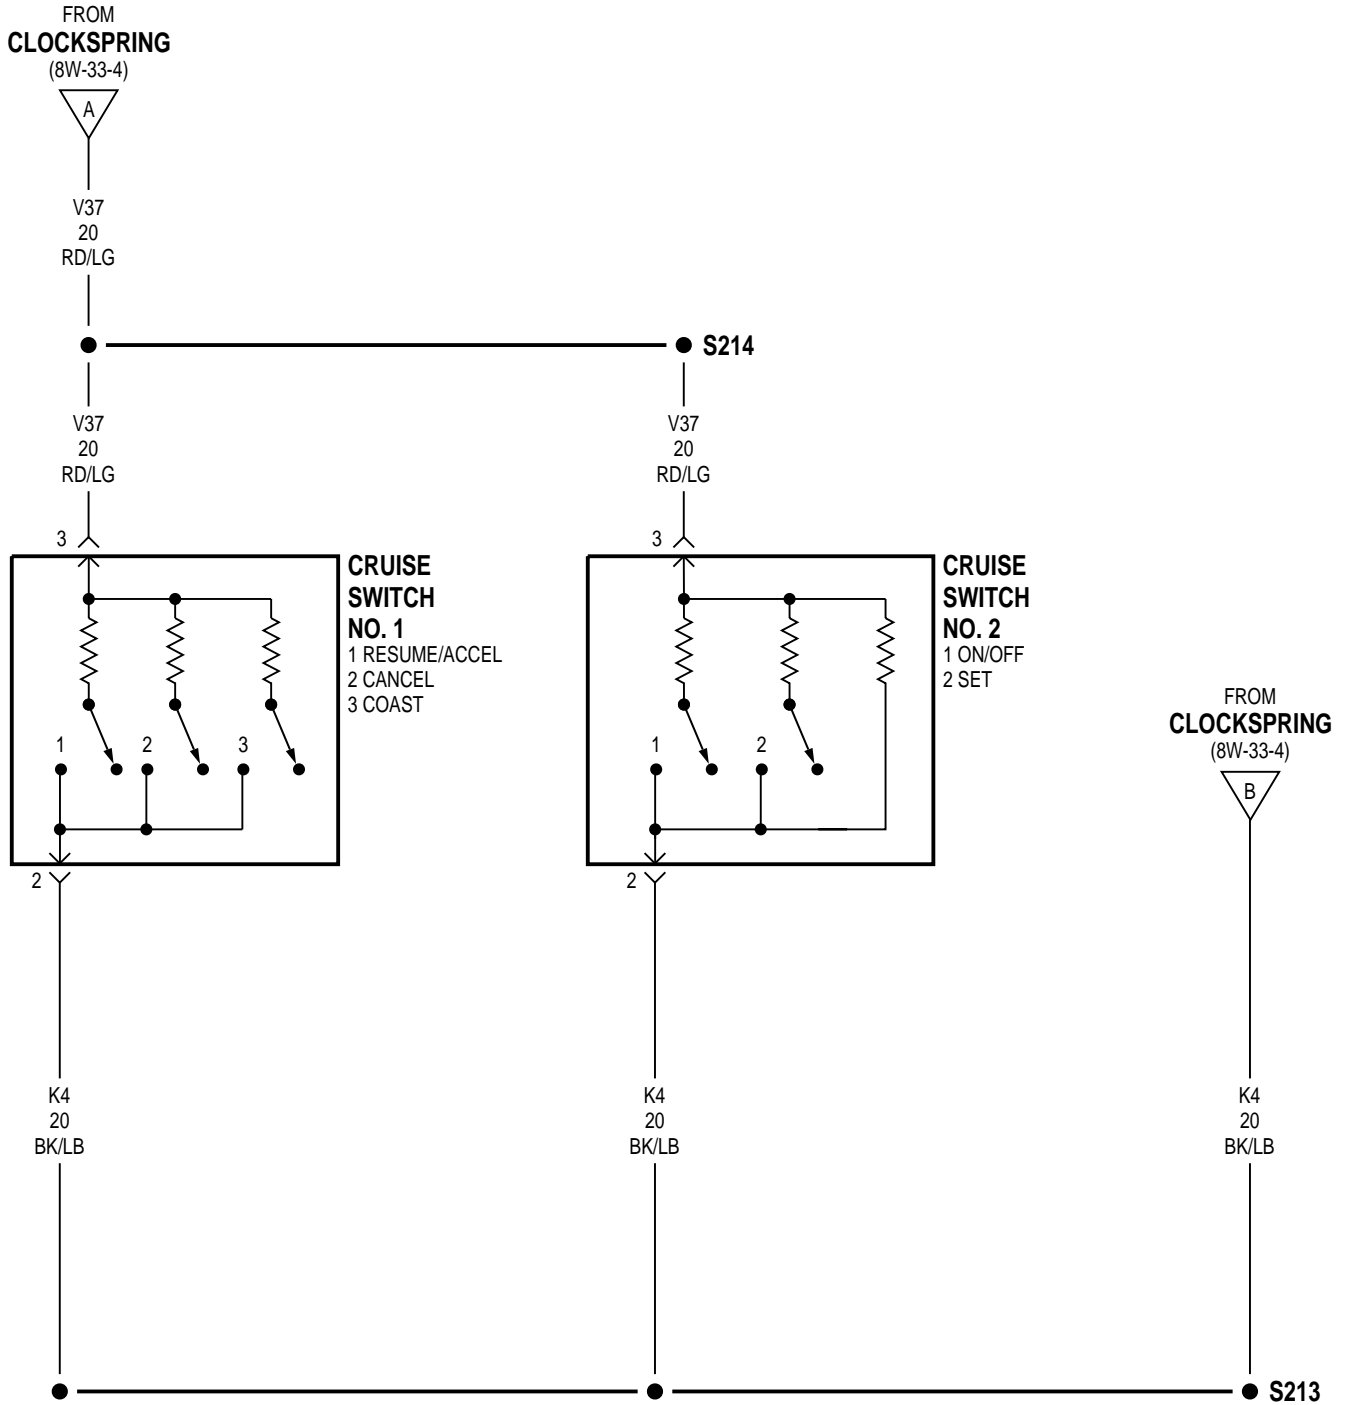 FROM
CLOCKSPRING
(8W-33-4)
A
V37
20
RD/LG
S214
V37
20
RD/LG
V37
20
RD/LG
3
CRUISE
SWITCH
NO. 1
1 RESUME/ACCEL
2 CANCEL
3 COAST
1
2
3
2
3
CRUISE
SWITCH
NO. 2
1 ON/OFF
2 SET
1
2
2
FROM
CLOCKSPRING
(8W-33-4)
B
K4
20
BK/LB
K4
20
BK/LB
K4
20
BK/LB
S213